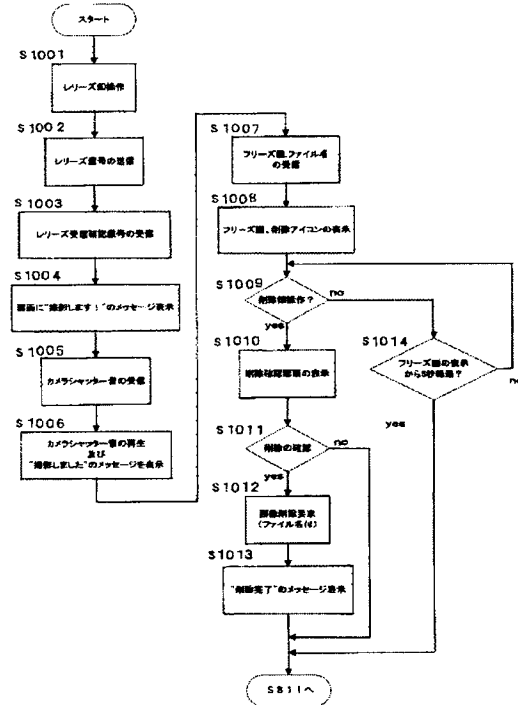 スタート
S1001
レリーズ釦操作
S1002
レリーズ信号の送信
S1003
レリーズ受信確認信号の受信
S1004
画面に"撮影します！"のメッセージ表示
S1005
カメラシャッター音の受信
S1006
カメラシャッター音の再生
及び
"撮影しました"のメッセージを表示
S1007
フリーズ画、ファイル名
の受信
S1008
フリーズ画、削除アイコンの表示
S1009
削除釦操作？
no
yes
S1010
削除確認画面の表示
S1011
削除の確認
no
yes
S1012
画像削除要求
(ファイル名付)
S1013
"削除完了"のメッセージ表示
S1014
フリーズ画の表示
から5秒経過？
no
yes
S811へ